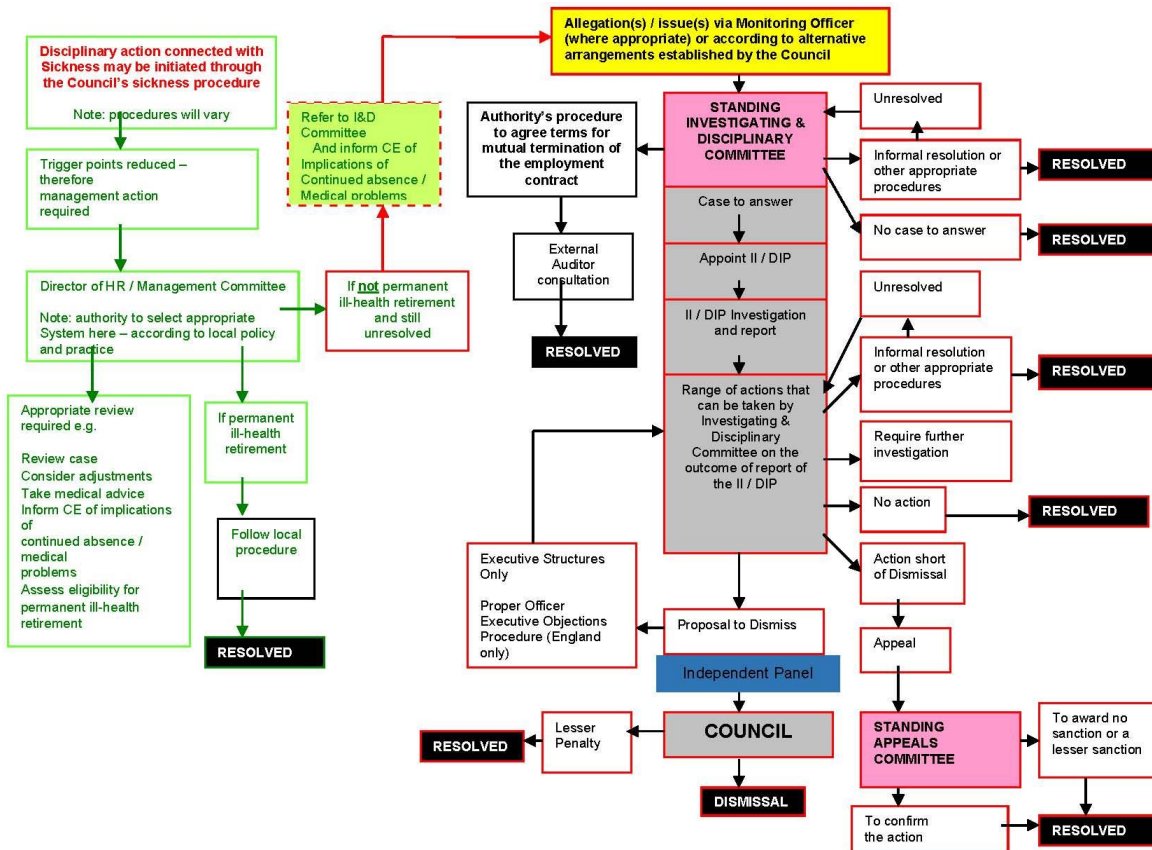 Disciplinary action connected with
Sickness may be initiated through
the Council's sickness procedure
Note: procedures will vary
Trigger points reduced –
therefore
management action
required
Director of HR / Management Committee
Note: authority to select appropriate
System here – according to local policy
and practice
Appropriate review
required e.g.
Review case
Consider adjustments
Take medical advice
Inform CE of implications
of
continued absence /
medical
problems
Assess eligibility for
permanent ill-health
retirement
If permanent
ill-health
retirement
Follow local
procedure
RESOLVED
If not permanent
ill-health retirement
and still
unresolved
Refer to I&D
Committee
And inform CE of
Implications of
Continued absence /
Medical problems
Allegation(s) / issue(s) via Monitoring Officer
(where appropriate) or according to alternative
arrangements established by the Council
Authority's procedure
to agree terms for
mutual termination of
the employment
contract
External
Auditor
consultation
RESOLVED
STANDING
INVESTIGATING &
DISCIPLINARY
COMMITTEE
Unresolved
Informal resolution or
other appropriate
procedures
RESOLVED
No case to answer
RESOLVED
Case to answer
Appoint II / DIP
II / DIP Investigation
and report
Range of actions that
can be taken by
Investigating &
Disciplinary
Committee on the
outcome of report of
the II / DIP
Unresolved
Informal resolution
or other appropriate
procedures
RESOLVED
Require further
investigation
No action
RESOLVED
Action short
of Dismissal
Appeal
STANDING
APPEALS
COMMITTEE
To award no
sanction or a
lesser sanction
To confirm
the action
RESOLVED
Executive Structures
Only
Proper Officer
Executive Objections
Procedure (England
only)
Proposal to Dismiss
Independent Panel
COUNCIL
Lesser
Penalty
RESOLVED
DISMISSAL